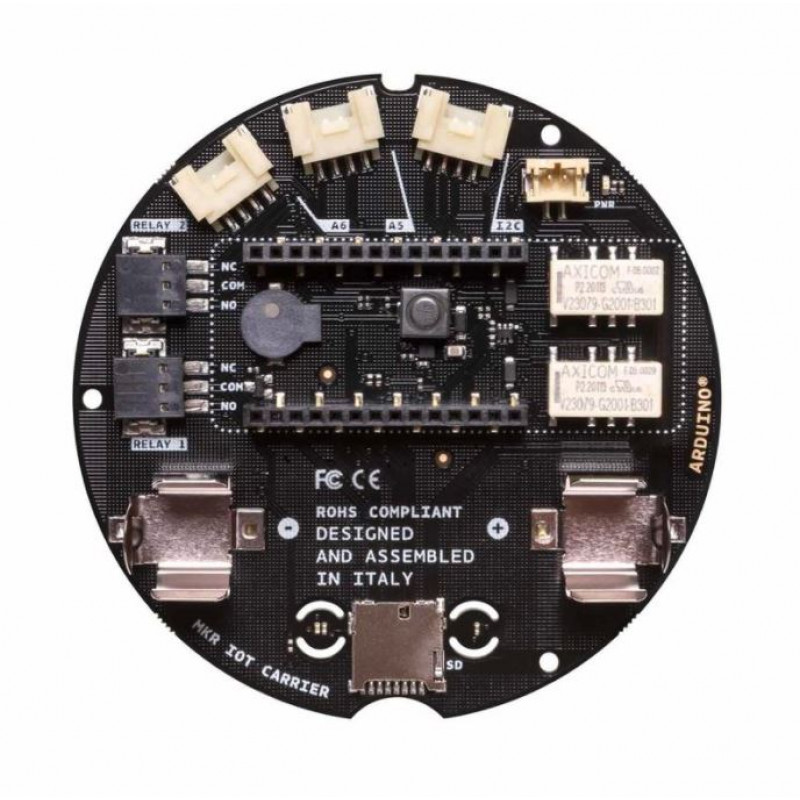 A6
A5
I2C
PWR
RELAY 2
NC
COM
NO
NC
COM
NO
RELAY 1
AXICOM
V23079-G2001-B301
AXICOM
V23079-G2001-B301
ARDUINO®
FC CE
ROHS COMPLIANT
DESIGNED
AND ASSEMBLED
IN ITALY
-
+
SD
MKR IOT CARRIER